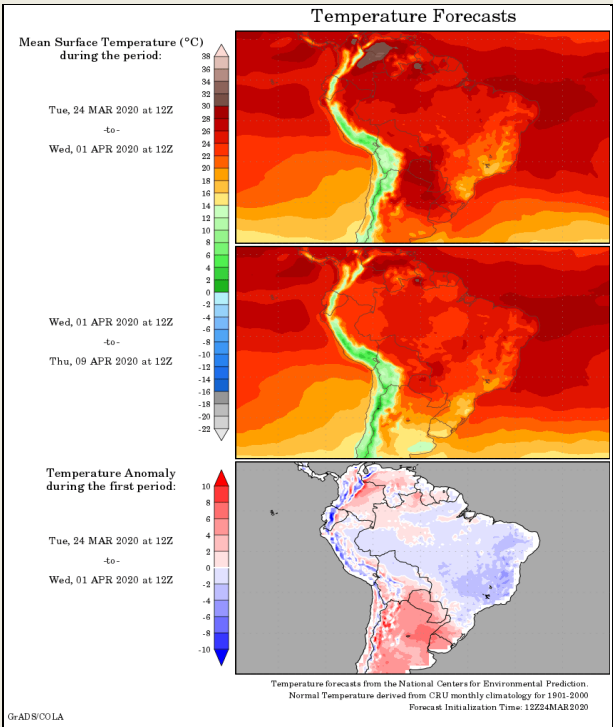 Temperature Forecasts
Mean Surface Temperature (°C)
during the period:
38
36
34
32
30
28
26
24
22
20
18
16
14
12
10
8
6
4
2
0
-2
-4
-6
-8
-10
-12
-14
-16
-18
-20
-22
Tue, 24 MAR 2020 at 12Z
-to-
Wed, 01 APR 2020 at 12Z
Wed, 01 APR 2020 at 12Z
-to-
Thu, 09 APR 2020 at 12Z
Temperature Anomaly
during the first period:
10
8
6
4
2
0
-2
-4
-6
-8
-10
Tue, 24 MAR 2020 at 12Z
-to-
Wed, 01 APR 2020 at 12Z
Temperature forecasts from the National Centers for Environmental Prediction.
Normal Temperature derived from CRU monthly climatology for 1901-2000
Forecast Initialization Time: 12Z24MAR2020
GrADS/COLA